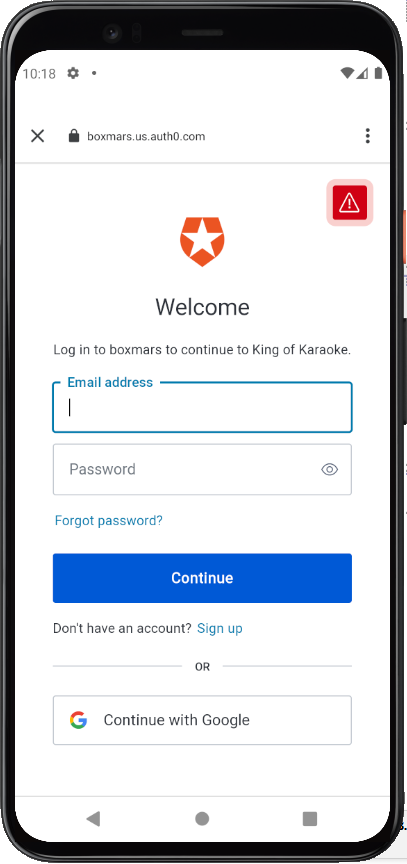 10:18
boxmars.us.auth0.com
Welcome
Log in to boxmars to continue to King of Karaoke.
Email address
Password
Forgot password?
Continue
Don't have an account? Sign up
OR
Continue with Google